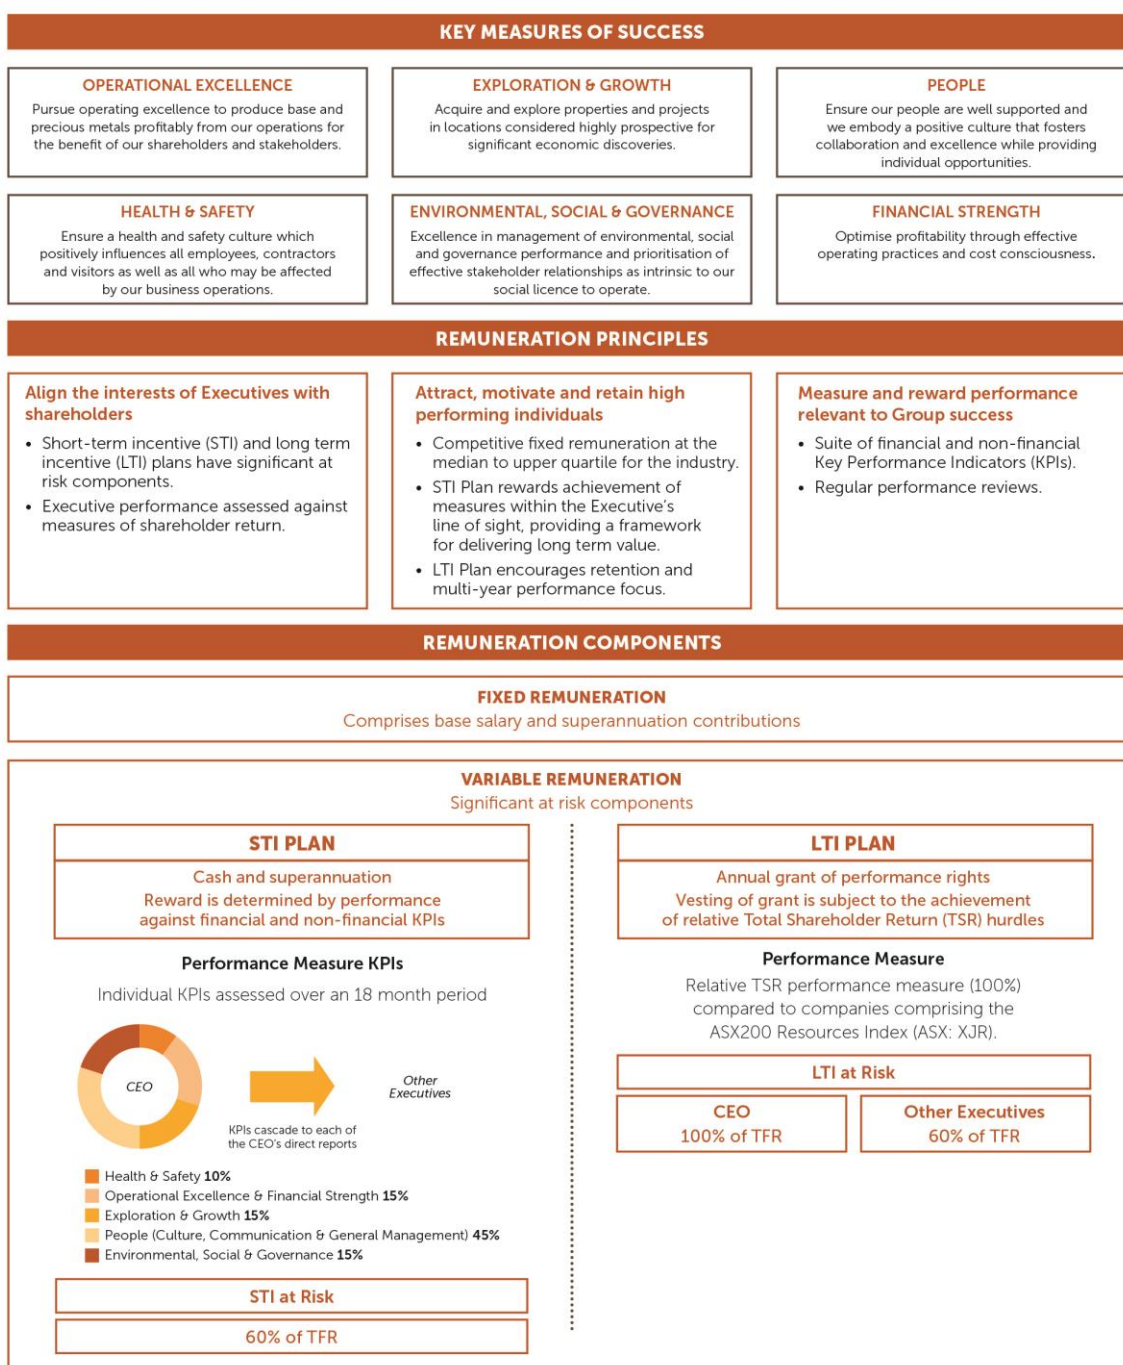 KEY MEASURES OF SUCCESS
OPERATIONAL EXCELLENCE
Pursue operating excellence to produce base and
precious metals profitably from our operations for
the benefit of our shareholders and stakeholders.
EXPLORATION & GROWTH
Acquire and explore properties and projects
in locations considered highly prospective for
significant economic discoveries.
PEOPLE
Ensure our people are well supported and
we embody a positive culture that fosters
collaboration and excellence while providing
individual opportunities.
HEALTH & SAFETY
Ensure a health and safety culture which
positively influences all employees, contractors
and visitors as well as all who may be affected
by our business operations.
ENVIRONMENTAL, SOCIAL & GOVERNANCE
Excellence in management of environmental, social
and governance performance and prioritisation of
effective stakeholder relationships as intrinsic to our
social licence to operate.
FINANCIAL STRENGTH
Optimise profitability through effective
operating practices and cost consciousness.
REMUNERATION PRINCIPLES
Align the interests of Executives with
shareholders
• Short-term incentive (STI) and long term
incentive (LTI) plans have significant at
risk components.
• Executive performance assessed against
measures of shareholder return.
Attract, motivate and retain high
performing individuals
• Competitive fixed remuneration at the
median to upper quartile for the industry.
• STI Plan rewards achievement of
measures within the Executive's
line of sight, providing a framework
for delivering long term value.
• LTI Plan encourages retention and
multi-year performance focus.
Measure and reward performance
relevant to Group success
• Suite of financial and non-financial
Key Performance Indicators (KPIs).
• Regular performance reviews.
REMUNERATION COMPONENTS
FIXED REMUNERATION
Comprises base salary and superannuation contributions
VARIABLE REMUNERATION
Significant at risk components
STI PLAN
Cash and superannuation
Reward is determined by performance
against financial and non-financial KPIs
Performance Measure KPIs
Individual KPIs assessed over an 18 month period
CEO
KPIs cascade to each of
the CEO's direct reports
Other
Executives
Health & Safety 10%
Operational Excellence & Financial Strength 15%
Exploration & Growth 15%
People (Culture, Communication & General Management) 45%
Environmental, Social & Governance 15%
STI at Risk
60% of TFR
LTI PLAN
Annual grant of performance rights
Vesting of grant is subject to the achievement
of relative Total Shareholder Return (TSR) hurdles
Performance Measure
Relative TSR performance measure (100%)
compared to companies comprising the
ASX200 Resources Index (ASX: XJR).
LTI at Risk
CEO
100% of TFR
Other Executives
60% of TFR